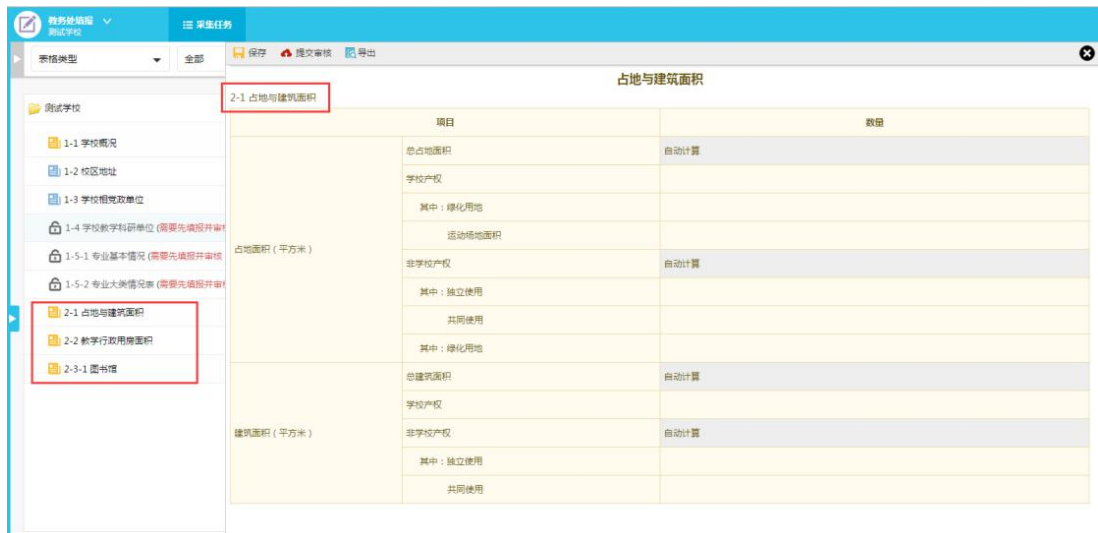 教务处填报
测试学校
采集任务
表格类型
全部
保存 提交审核 导出
占地与建筑面积
2-1 占地与建筑面积
测试学校
1-1 学校概况
1-2 校区地址
1-3 学校相关党政单位
1-4 学校教学科研单位 (需要先填报并审
1-5-1 专业基本情况 (需要先填报并审核
1-5-2 专业大类情况表 (需要先填报并审
2-1 占地与建筑面积
2-2 教学行政用房面积
2-3-1 图书馆
项目 数量
占地面积（平方米）
总占地面积 自动计算
学校产权
其中：绿化用地
运动场地面积
非学校产权 自动计算
其中：独立使用
共同使用
其中：绿化用地
建筑面积（平方米）
总建筑面积 自动计算
学校产权
非学校产权 自动计算
其中：独立使用
共同使用